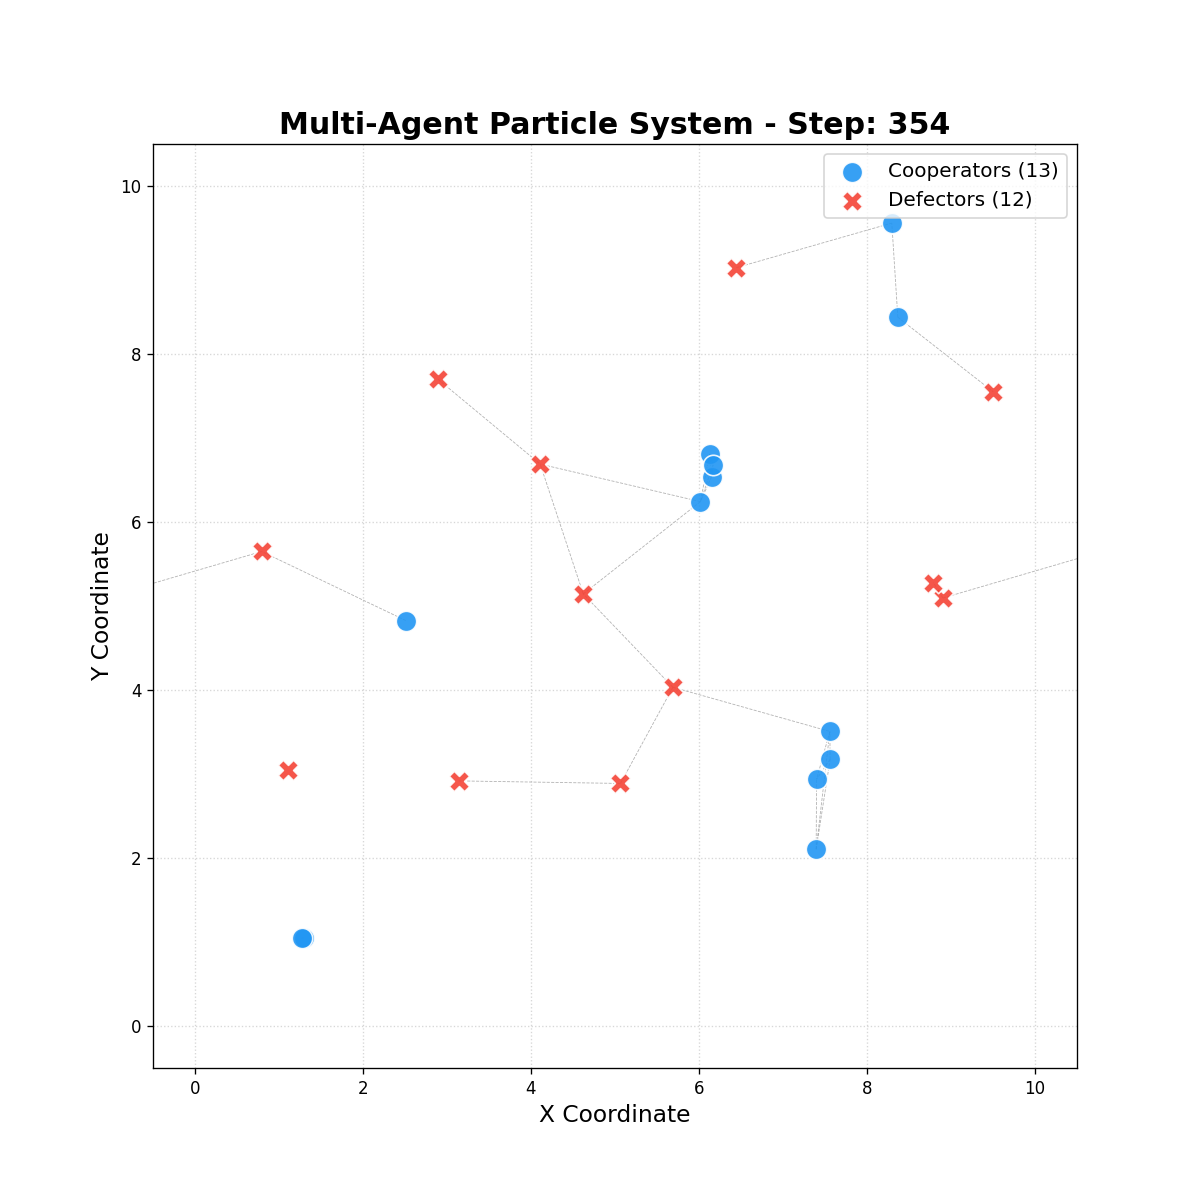 Multi-Agent Particle System - Step: 354
Cooperators (13)
Defectors (12)
10
8
6
4
2
0
Y Coordinate
0 2 4 6 8 10
X Coordinate